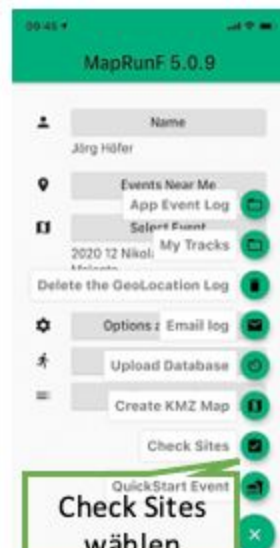 09:45
MapRunF 5.0.9
Name
Jörg Höfer
Events Near Me
App Event Log
Select Event
My Tracks
2020 12 Nikol
Delete the GeoLocation Log
Options a
Email log
Upload Database
Create KMZ Map
Check Sites
QuickStart Event
Check Sites
wählen